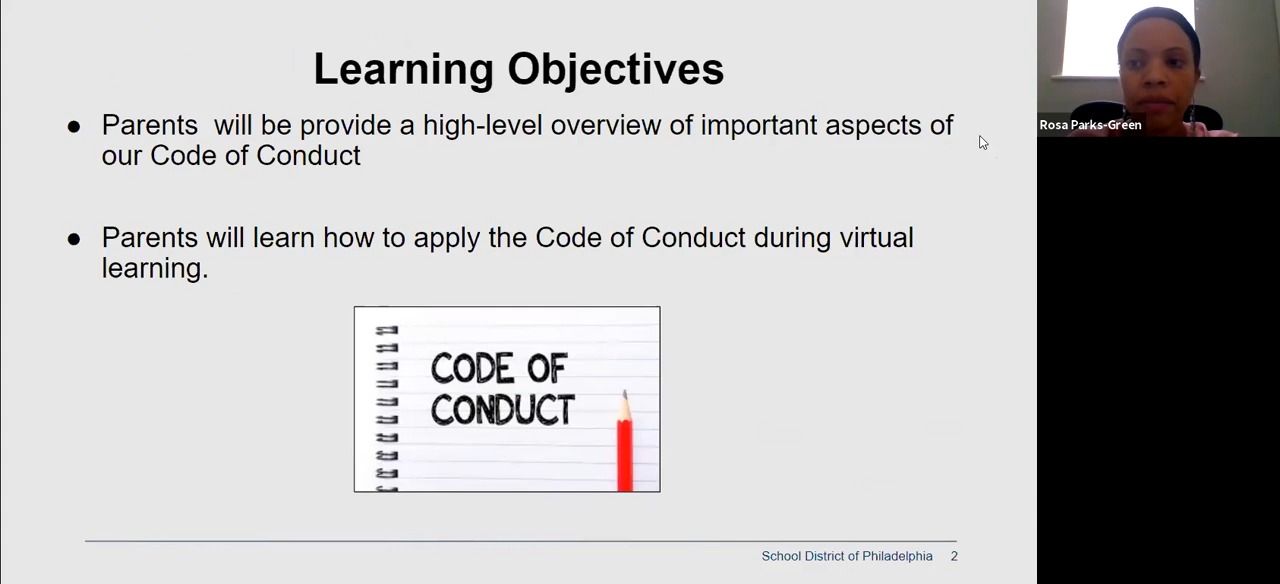 Learning Objectives
● Parents  will be provide a high-level overview of important aspects of
our Code of Conduct
● Parents will learn how to apply the Code of Conduct during virtual
learning.
CODE OF
CONDUCT
School District of Philadelphia 2
Rosa Parks-Green